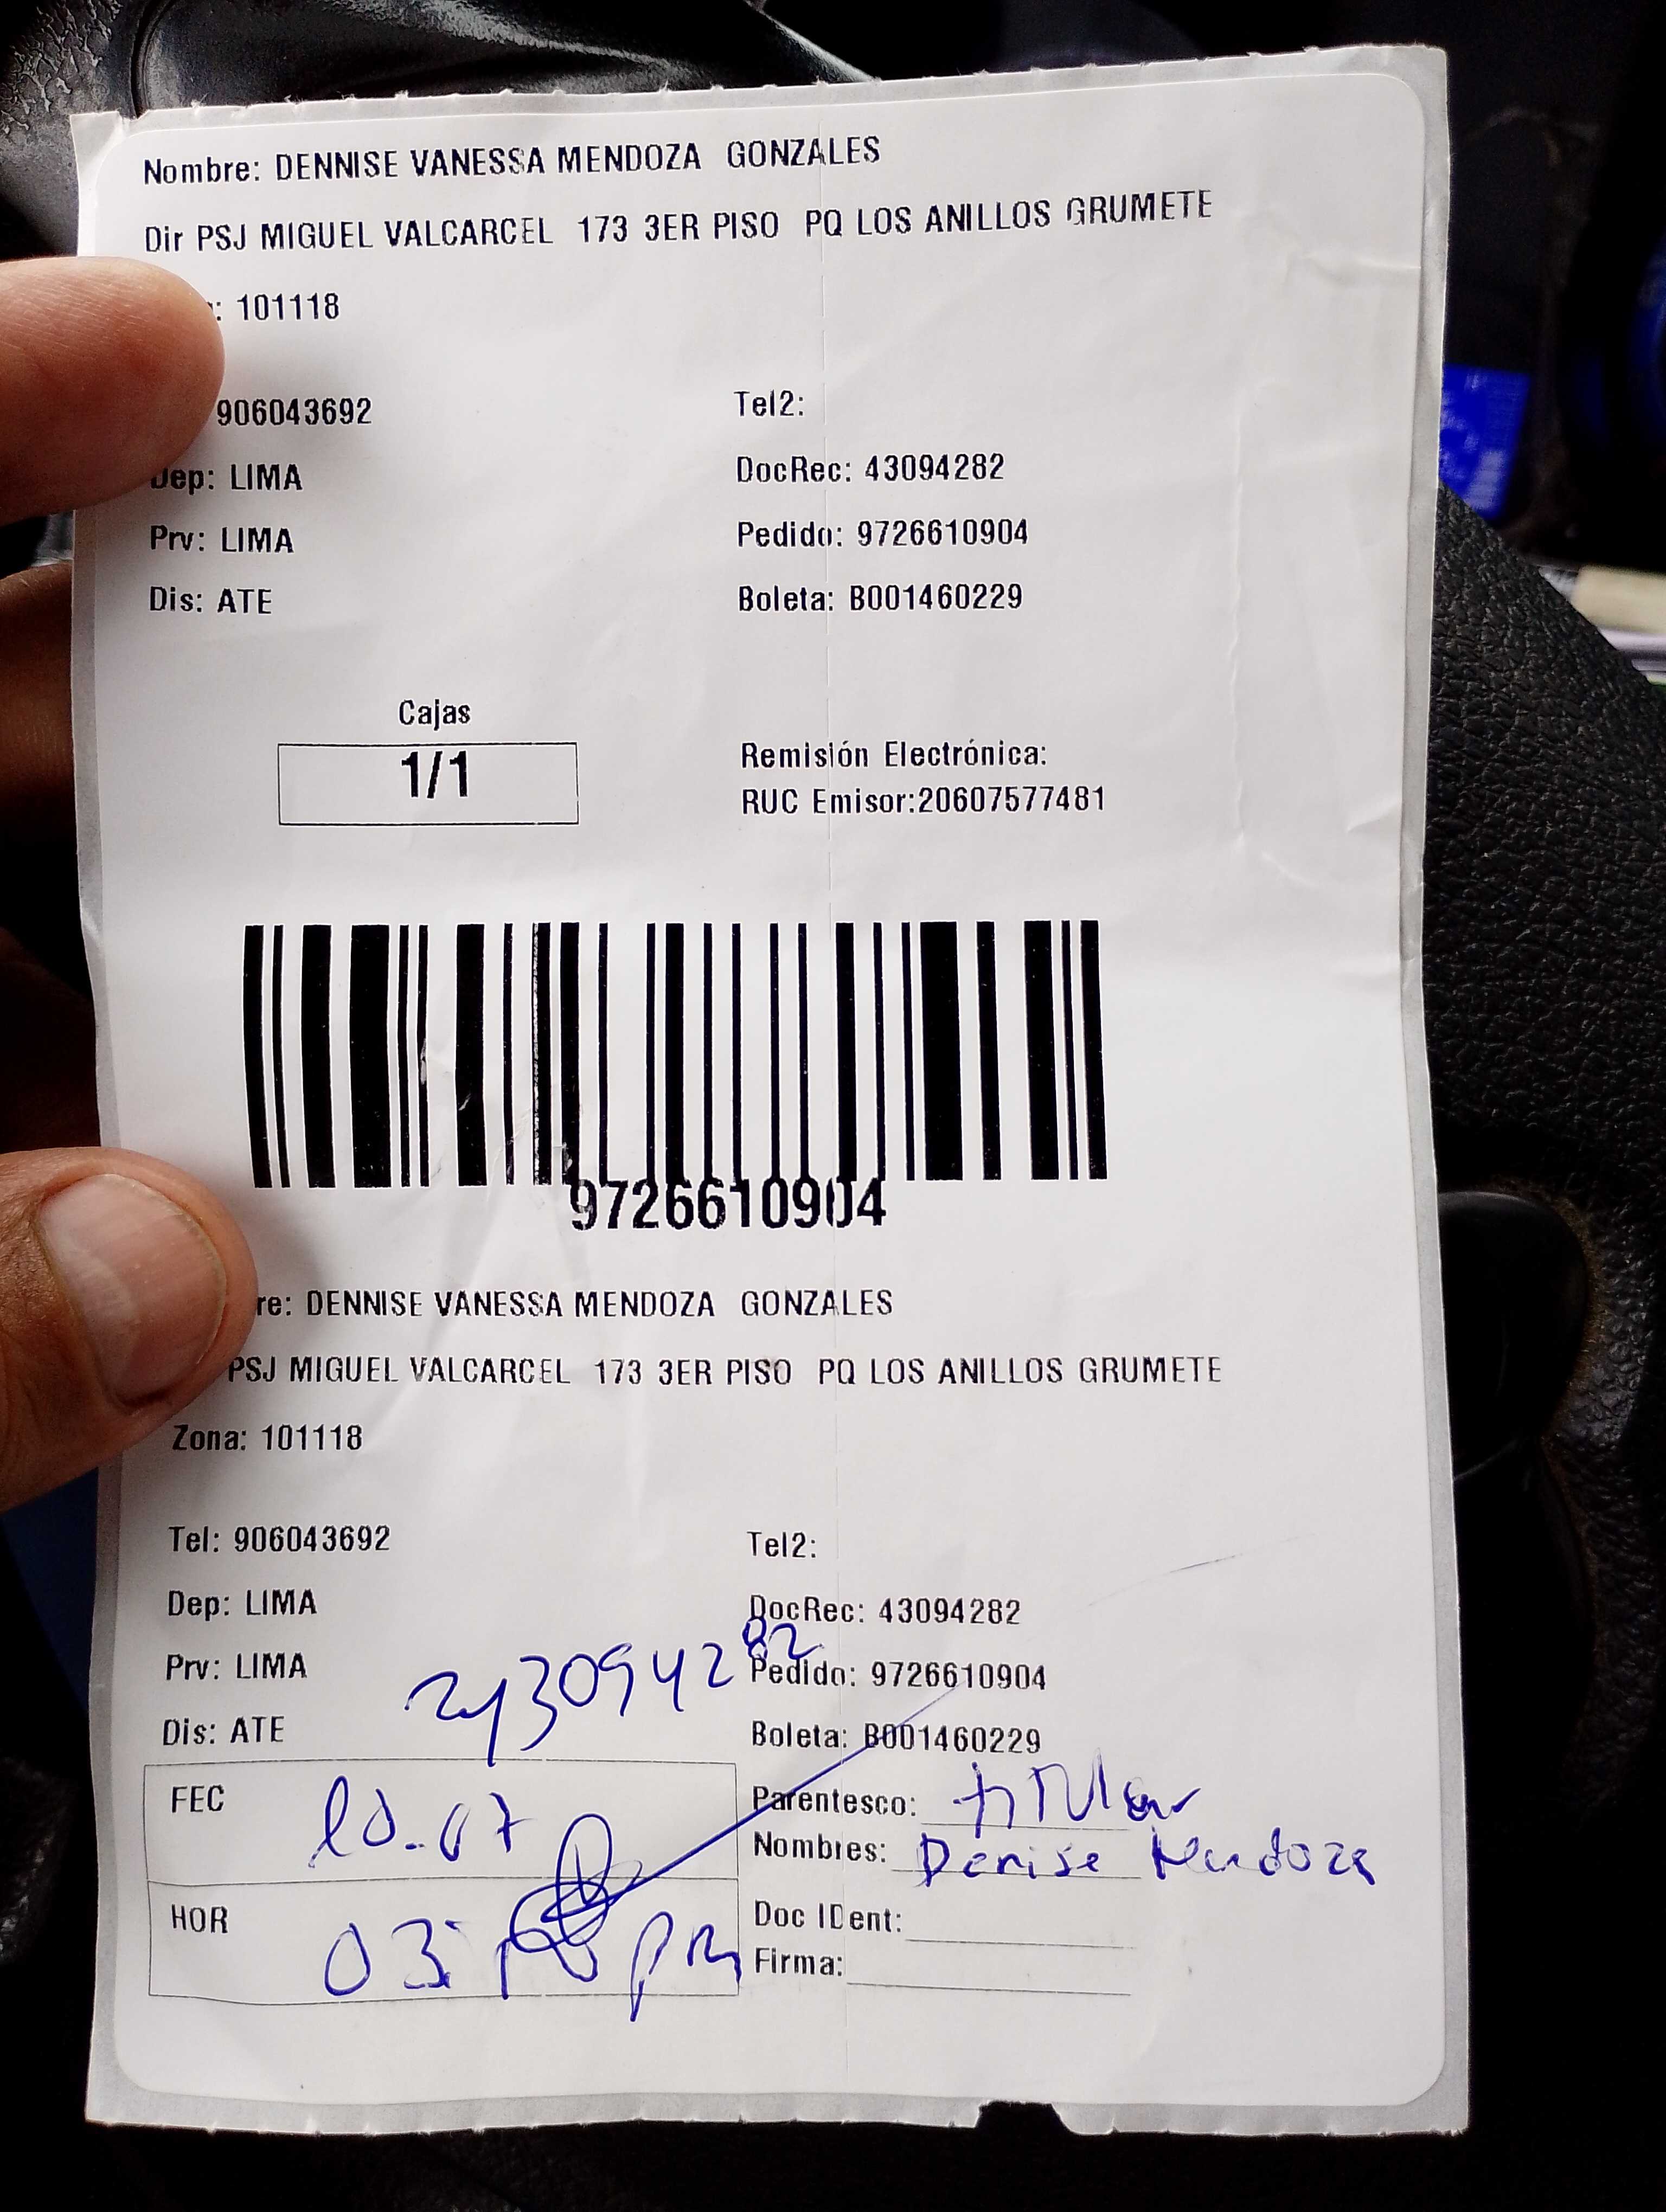 Nombre: DENNISE VANESSA MENDOZA GONZALES
Dir PSJ MIGUEL VALCARCEL 173 3ER PISO PQ LOS ANILLOS GRUMETE
: 101118
906043692 Tel2:
Dep: LIMA DocRec: 43094282
Prv: LIMA Pedido: 9726610904
Dis: ATE Boleta: B001460229
Cajas
1/1
Remisión Electrónica:
RUC Emisor:20607577481
9726610904
re: DENNISE VANESSA MENDOZA GONZALES
PSJ MIGUEL VALCARCEL 173 3ER PISO PQ LOS ANILLOS GRUMETE
Zona: 101118
Tel: 906043692 Tel2:
Dep: LIMA DocRec: 43094282
Prv: LIMA 43094282 Pedido: 9726610904
Dis: ATE Boleta: B001460229
FEC 10-07 Parentesco: titular
Nombres: Denise Mendoza
HOR 03: pm Doc IDent:
Firma: